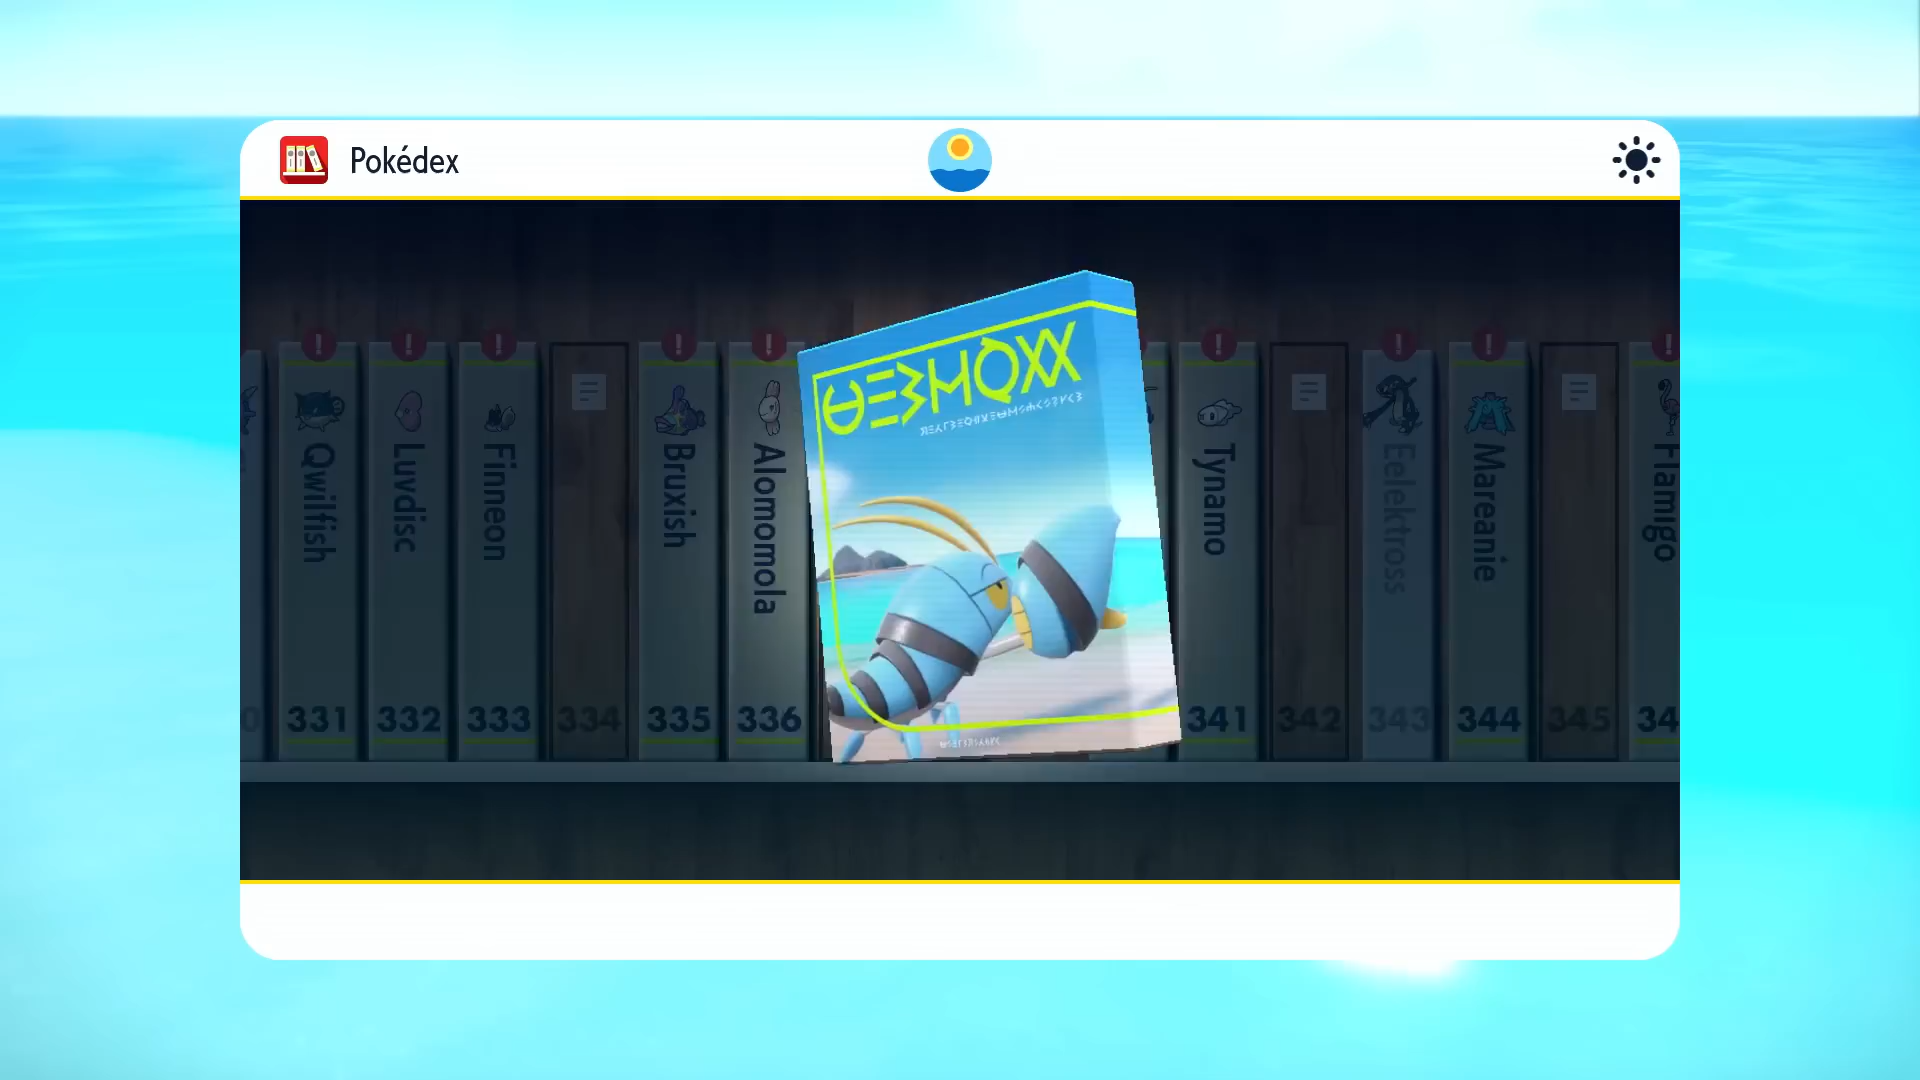 Pokédex
Qwilfish
331
Luvdisc
332
Finneon
333
334
Bruxish
335
Alomomola
336
Tynamo
341
342
Eelektross
343
Mareanie
344
345
Flamigo
34